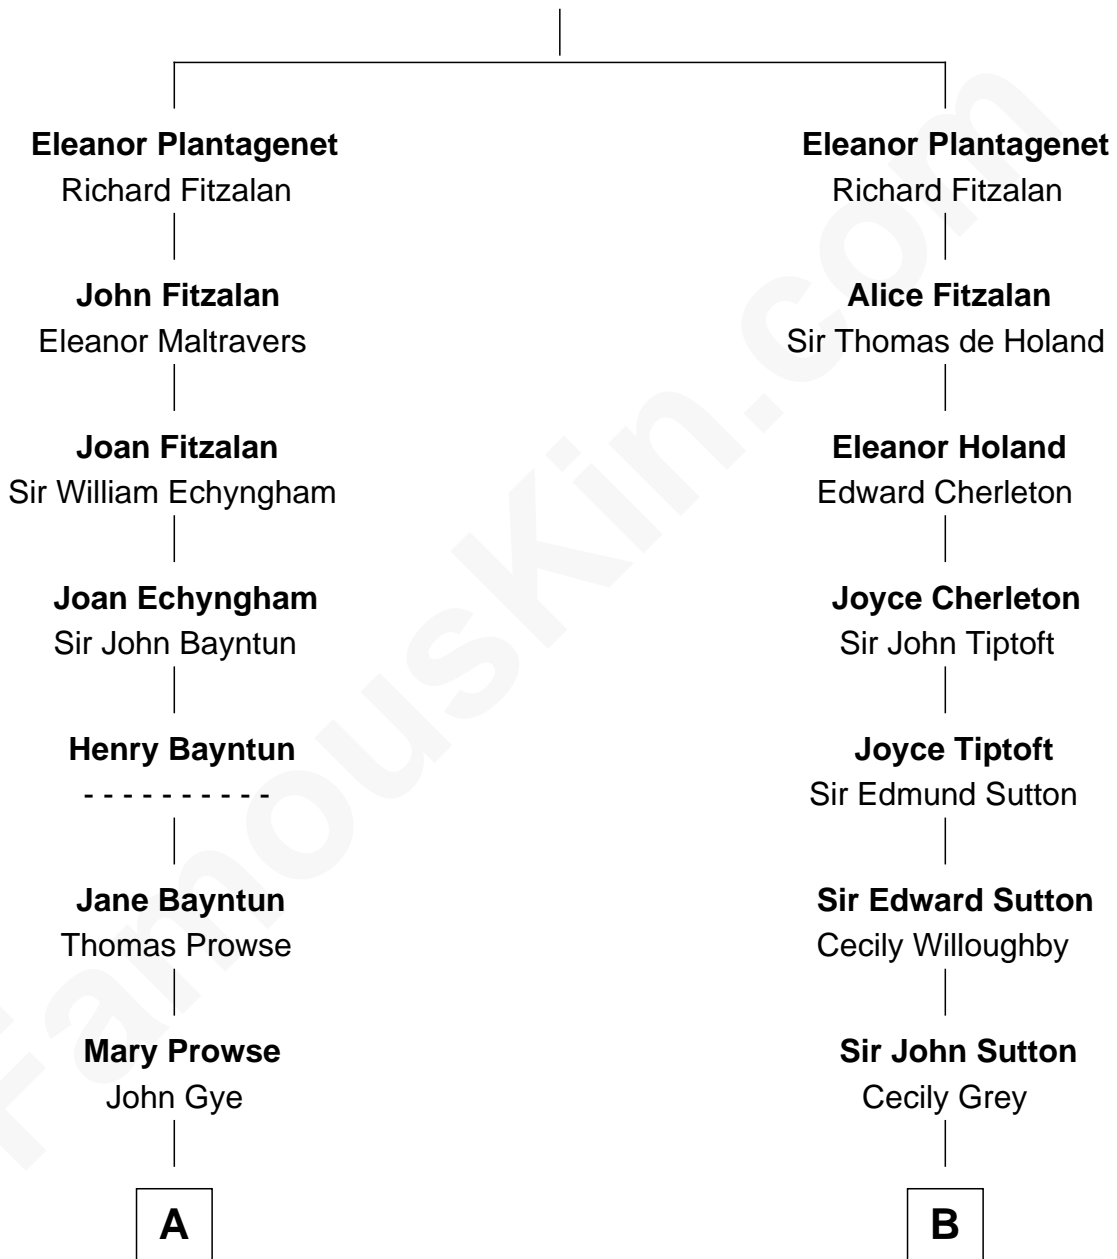 Eleanor Plantagenet
Richard Fitzalan
John Fitzalan
Eleanor Maltravers
Joan Fitzalan
Sir William Echyngham
Joan Echyngham
Sir John Bayntun
Henry Bayntun
- - - - - - - - - -
Jane Bayntun
Thomas Prowse
Mary Prowse
John Gye
A
Eleanor Plantagenet
Richard Fitzalan
Alice Fitzalan
Sir Thomas de Holand
Eleanor Holand
Edward Cherleton
Joyce Cherleton
Sir John Tiptoft
Joyce Tiptoft
Sir Edmund Sutton
Sir Edward Sutton
Cecily Willoughby
Sir John Sutton
Cecily Grey
B
FamousKin.com